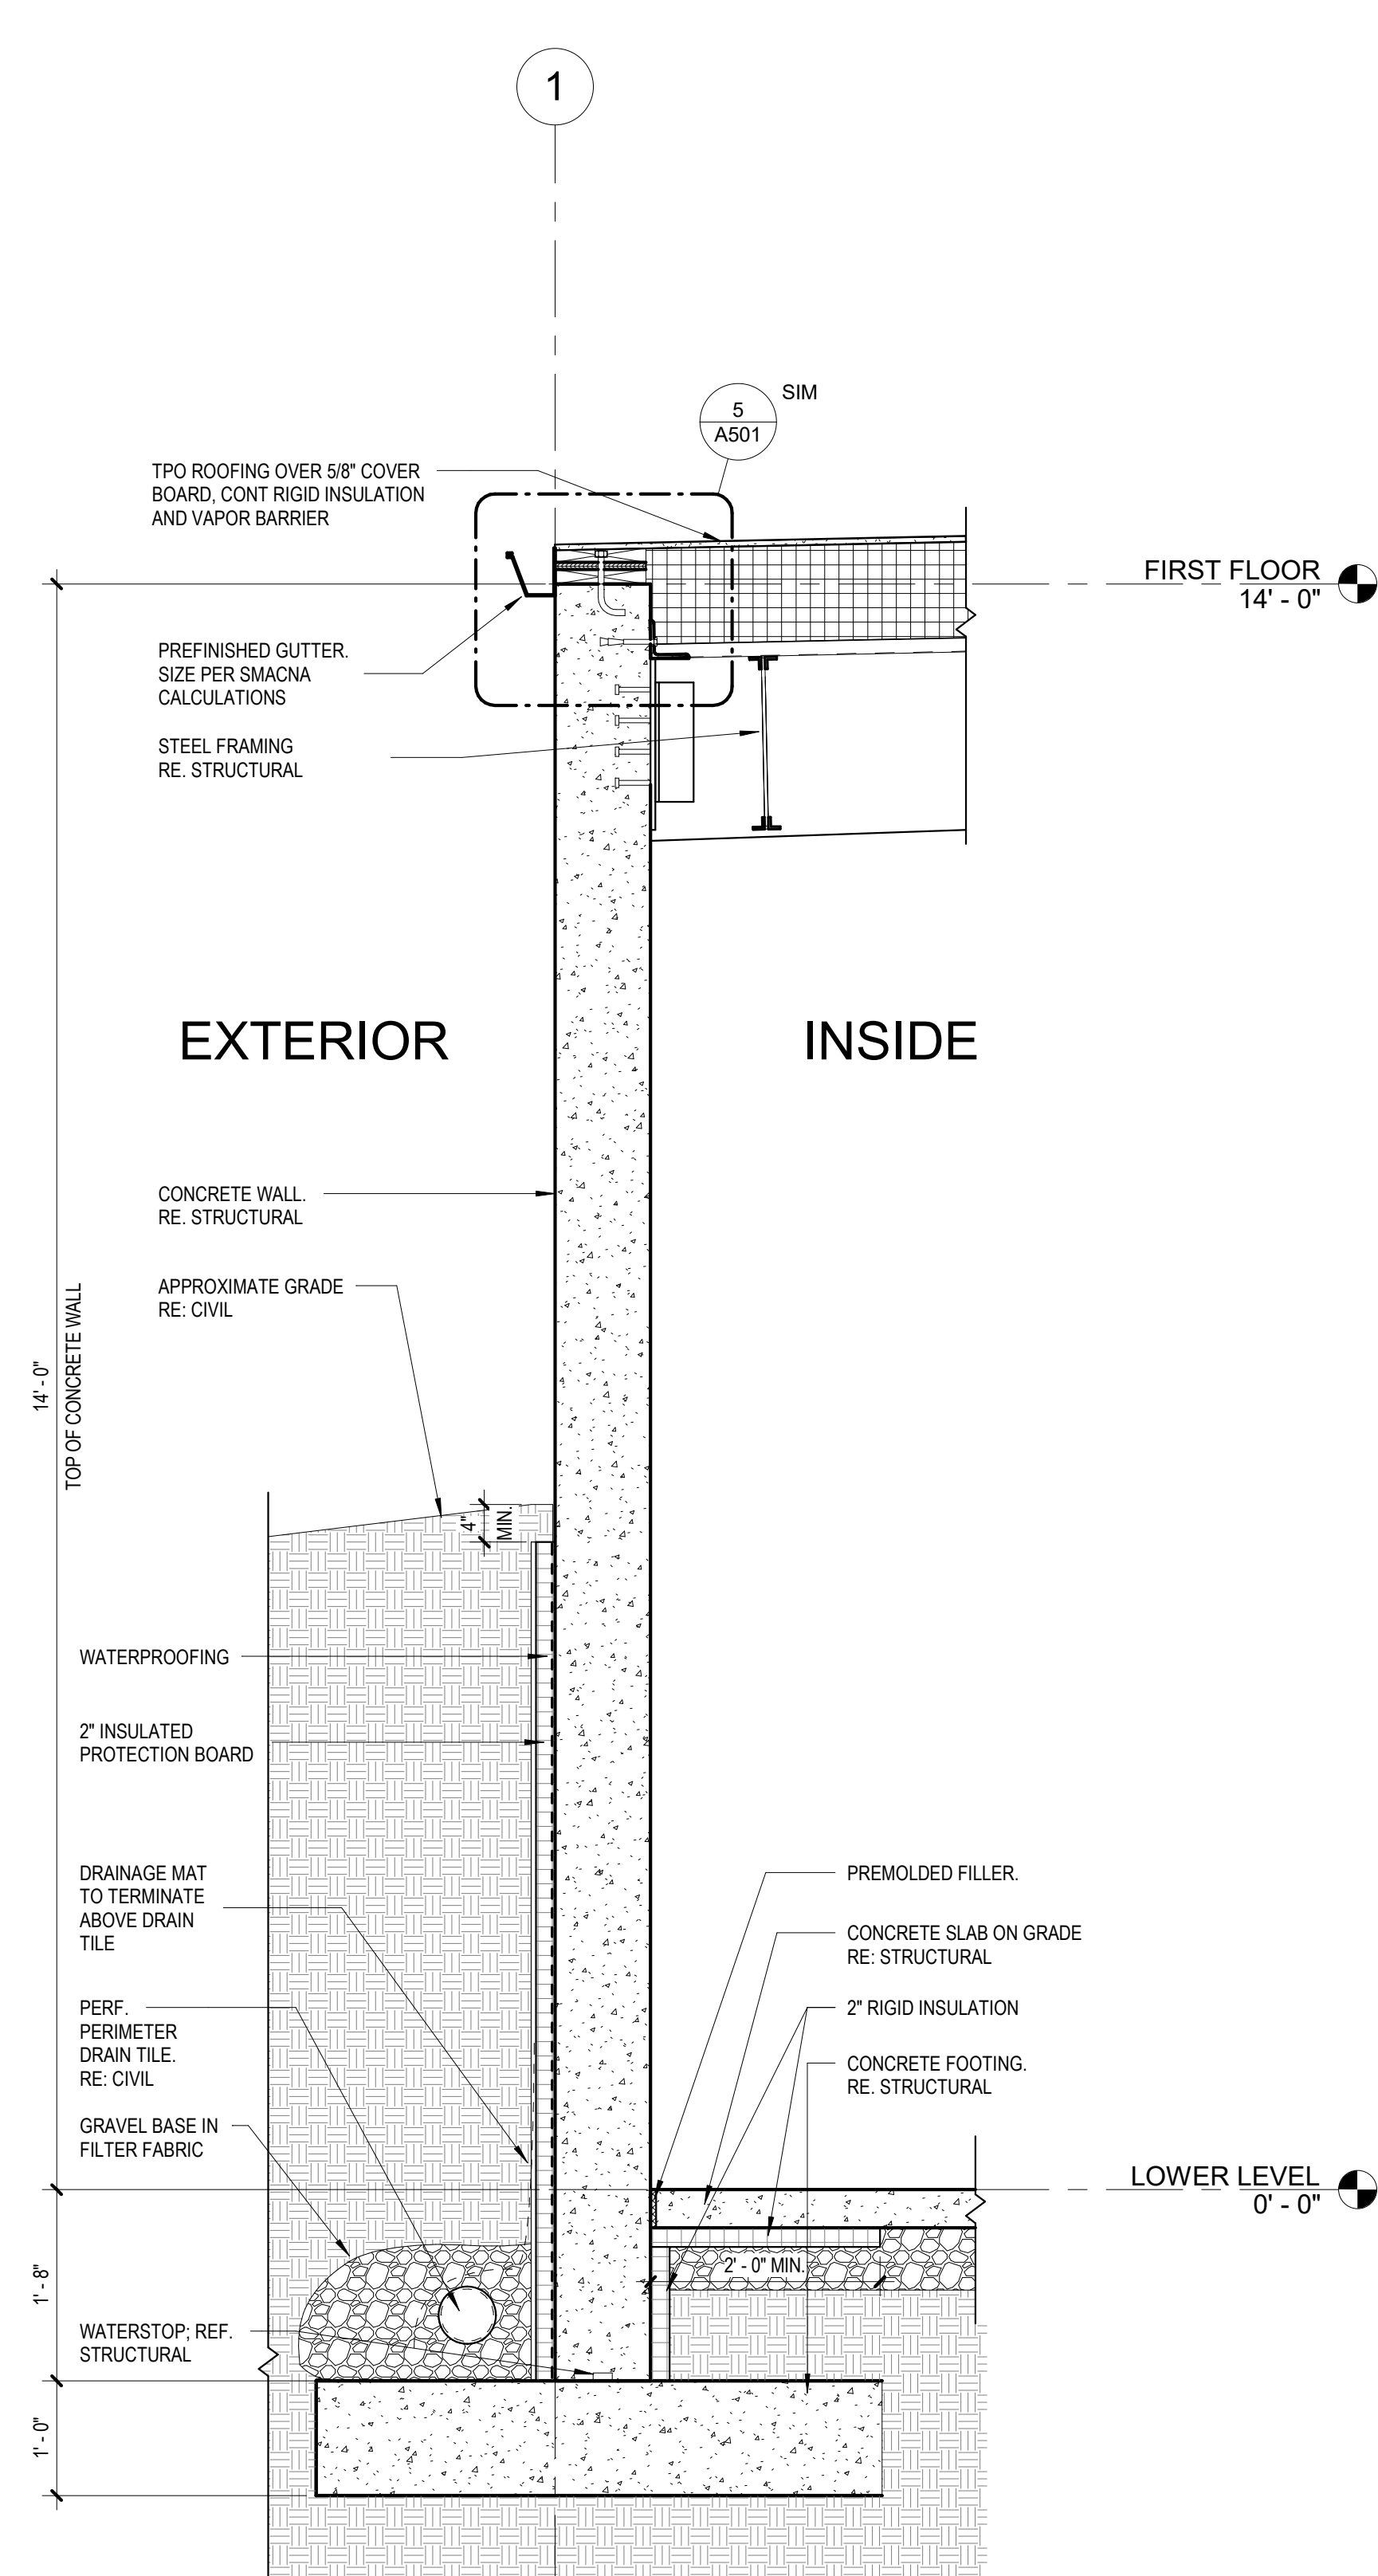 1
5
A501
SIM
TPO ROOFING OVER 5/8" COVER
BOARD, CONT RIGID INSULATION
AND VAPOR BARRIER
FIRST FLOOR
14' - 0"
PREFINISHED GUTTER.
SIZE PER SMACNA
CALCULATIONS
STEEL FRAMING
RE. STRUCTURAL
EXTERIOR
INSIDE
CONCRETE WALL.
RE. STRUCTURAL
APPROXIMATE GRADE
RE: CIVIL
14' - 0"
TOP OF CONCRETE WALL
4"
MIN.
WATERPROOFING
2" INSULATED
PROTECTION BOARD
DRAINAGE MAT
TO TERMINATE
ABOVE DRAIN
TILE
PERF.
PERIMETER
DRAIN TILE.
RE: CIVIL
GRAVEL BASE IN
FILTER FABRIC
PREMOLDED FILLER.
CONCRETE SLAB ON GRADE
RE: STRUCTURAL
2" RIGID INSULATION
CONCRETE FOOTING.
RE. STRUCTURAL
LOWER LEVEL
0' - 0"
2' - 0" MIN.
1' - 8"
WATERSTOP; REF.
STRUCTURAL
1' - 0"